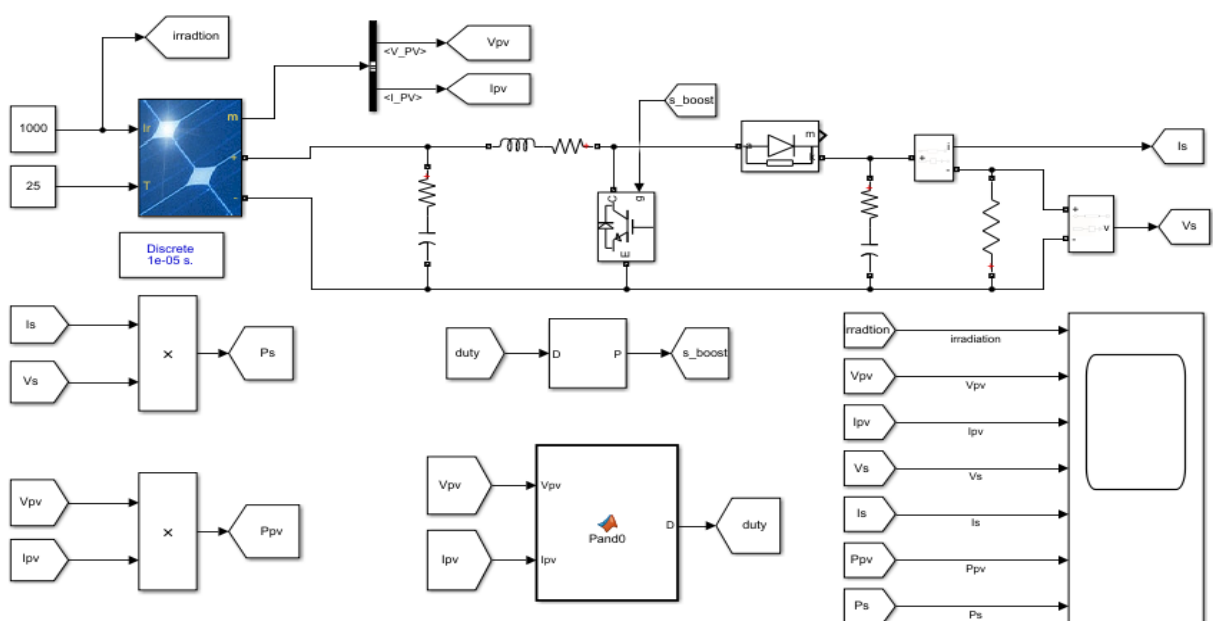 irradtion
<V_PV>
Vpv
<I_PV>
Ipv
s_boost
1000
Ir
m
+
25
T
-
a
m
k
i
+
-
Is
C
g
E
+
-
v
Vs
Discrete
1e-05 s.
Is
Vs
×
Ps
duty
D
P
s_boost
irradtion
irradiation
Vpv
Vpv
Ipv
Ipv
Vs
Vs
Is
Is
Ppv
Ppv
Ps
Ps
Vpv
Ipv
×
Ppv
Vpv
Vpv
Ipv
Ipv
Pand0
D
duty